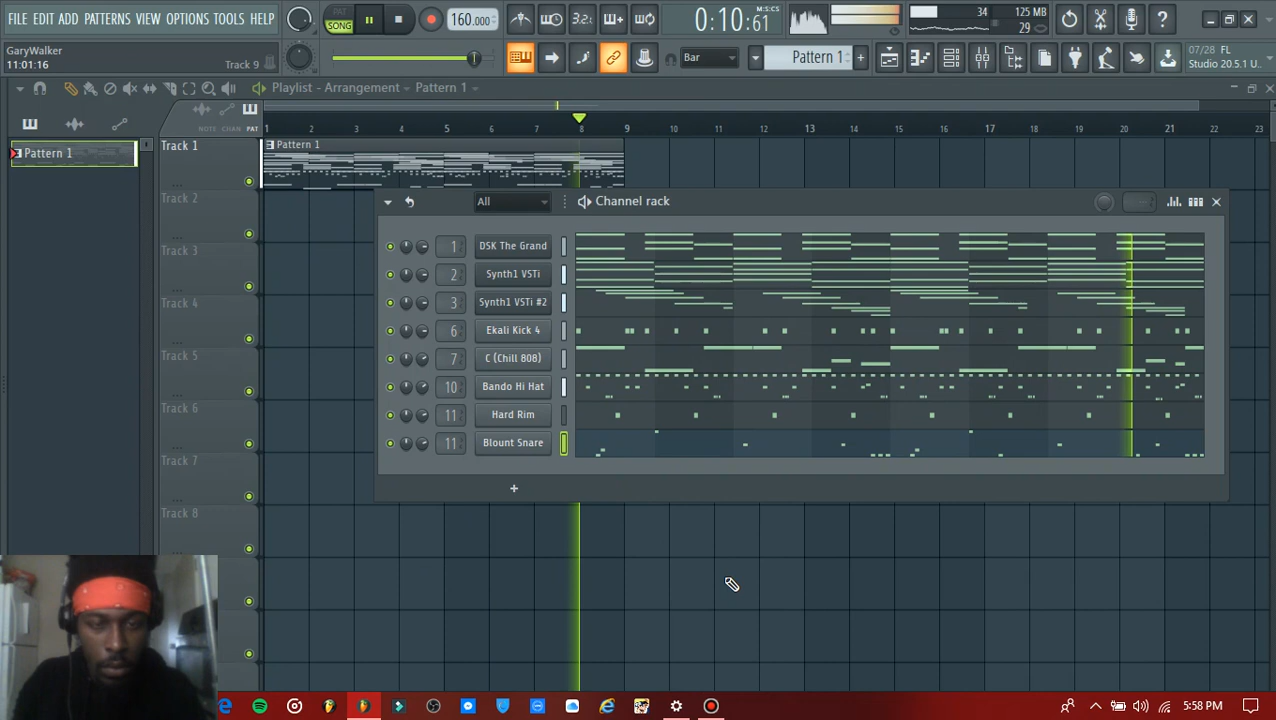 FILE EDIT ADD PATTERNS VIEW OPTIONS TOOLS HELP
PAT
SONG
160.000
3.2.
M:S:CS
0:10:61
34
125 MB
29
GaryWalker
11:01:16
Track 9
Bar
Pattern 1
07/28 FL
Studio 20.5.1 U..
Playlist - Arrangement Pattern 1
NOTE CHAN PAT
1 2 3 4 5 6 7 8 9 10 11 12 13 14 15 16 17 18 19 20 21 22 23
Pattern 1
Track 1
Pattern 1
Track 2
Track 3
Track 4
Track 5
Track 6
Track 7
Track 8
All
Channel rack
1 DSK The Grand
2 Synth1 VSTi
3 Synth1 VSTi #2
6 Ekali Kick 4
7 C (Chill 808)
10 Bando Hi Hat
11 Hard Rim
11 Blount Snare
5:58 PM